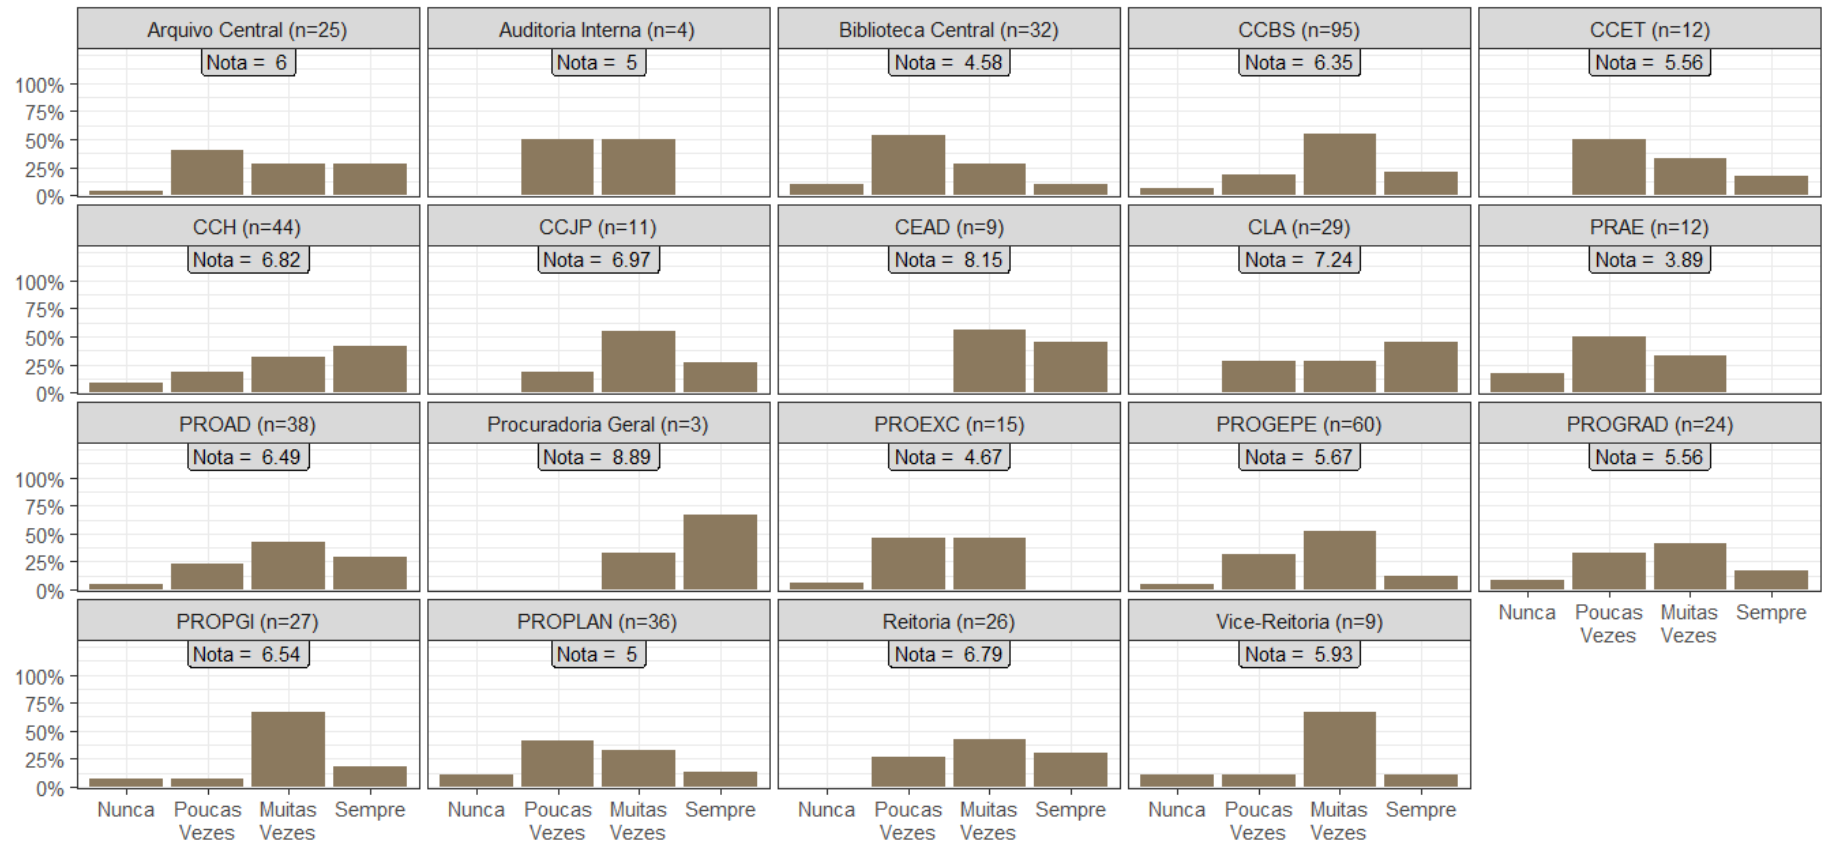 Arquivo Central (n=25)
Auditoria Interna (n=4)
Biblioteca Central (n=32)
CCBS (n=95)
CCET (n=12)
Nota = 6
Nota = 5
Nota = 4.58
Nota = 6.35
Nota = 5.56
100%
75%
50%
25%
0%
CCH (n=44)
CCJP (n=11)
CEAD (n=9)
CLA (n=29)
PRAE (n=12)
Nota = 6.82
Nota = 6.97
Nota = 8.15
Nota = 7.24
Nota = 3.89
100%
75%
50%
25%
0%
PROAD (n=38)
Procuradoria Geral (n=3)
PROEXC (n=15)
PROGEPE (n=60)
PROGRAD (n=24)
Nota = 6.49
Nota = 8.89
Nota = 4.67
Nota = 5.67
Nota = 5.56
100%
75%
50%
25%
0%
Nunca
Poucas
Vezes
Muitas
Vezes
Sempre
PROPGI (n=27)
PROPLAN (n=36)
Reitoria (n=26)
Vice-Reitoria (n=9)
Nota = 6.54
Nota = 5
Nota = 6.79
Nota = 5.93
100%
75%
50%
25%
0%
Nunca
Poucas
Vezes
Muitas
Vezes
Sempre
Nunca
Poucas
Vezes
Muitas
Vezes
Sempre
Nunca
Poucas
Vezes
Muitas
Vezes
Sempre
Nunca
Poucas
Vezes
Muitas
Vezes
Sempre